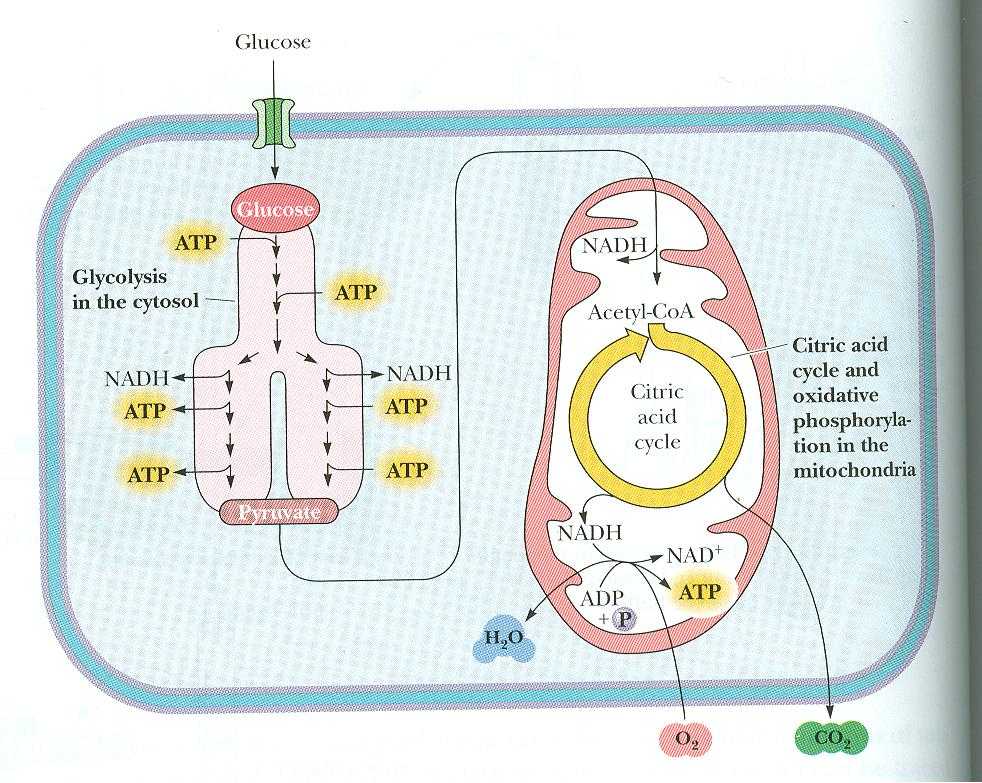 Glucose
Glucose
ATP
Glycolysis
in the cytosol
ATP
NADH
NADH
ATP
ATP
ATP
ATP
Pyruvate
NADH
Acetyl-CoA
Citric
acid
cycle
Citric acid
cycle and
oxidative
phosphoryla-
tion in the
mitochondria
NADH
NAD⁺
ADP
+ P
ATP
H₂O
O₂
CO₂